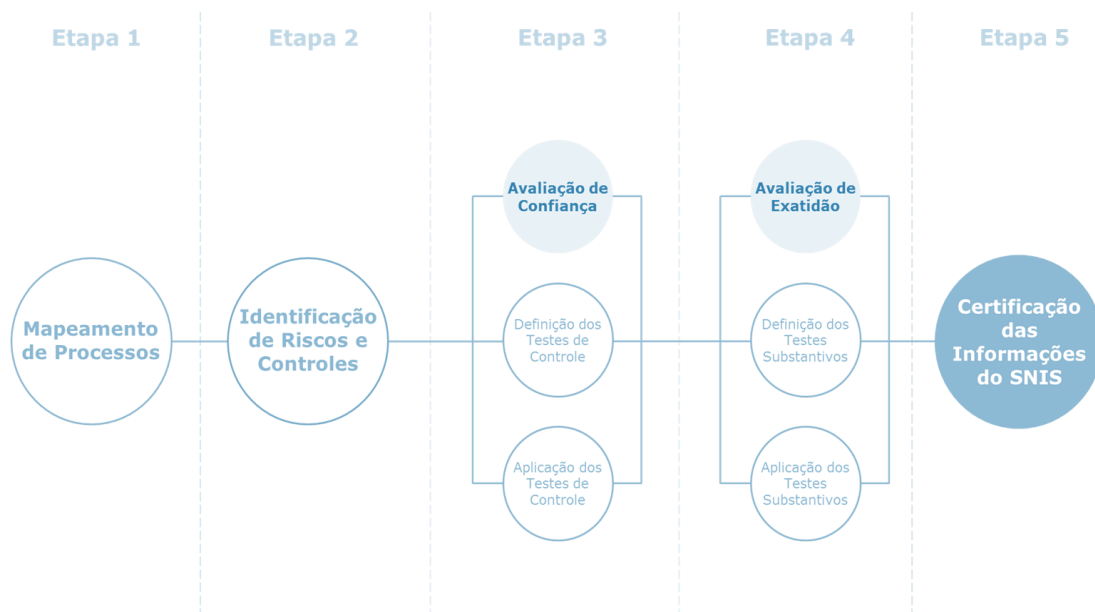 Etapa 1
Etapa 2
Etapa 3
Etapa 4
Etapa 5
Mapeamento
de Processos
Identificação
de Riscos e
Controles
Avaliação de
Confiança
Definição dos
Testes de
Controle
Aplicação dos
Testes de
Controle
Avaliação de
Exatidão
Definição dos
Testes
Substantivos
Aplicação dos
Testes
Substantivos
Certificação
das
Informações
do SNIS